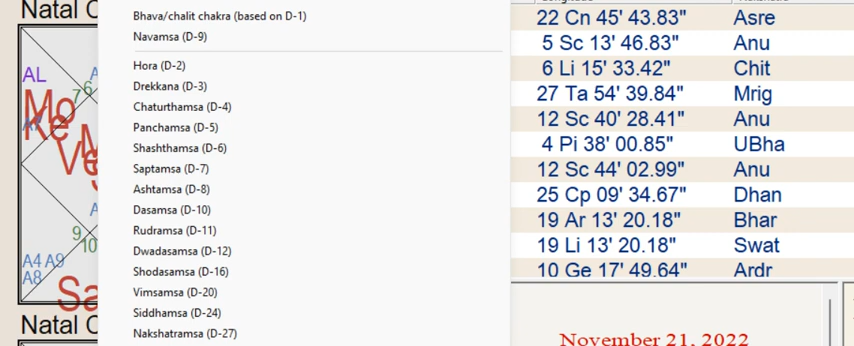 Natal C
Bhava/chalit chakra (based on D-1)
Navamsa (D-9)
Hora (D-2)
Drekkana (D-3)
Chaturthamsa (D-4)
Panchamsa (D-5)
Shashthamsa (D-6)
Saptamsa (D-7)
Ashtamsa (D-8)
Dasamsa (D-10)
Rudramsa (D-11)
Dwadasamsa (D-12)
Shodasamsa (D-16)
Vimsamsa (D-20)
Siddhamsa (D-24)
Nakshatramsa (D-27)
AL
7 6
Mo
Ke
Ve
9
10
A4 A9
A8
Sa
Natal C
22 Cn 45' 43.83" Asre
5 Sc 13' 46.83" Anu
6 Li 15' 33.42" Chit
27 Ta 54' 39.84" Mrig
12 Sc 40' 28.41" Anu
4 Pi 38' 00.85" UBha
12 Sc 44' 02.99" Anu
25 Cp 09' 34.67" Dhan
19 Ar 13' 20.18" Bhar
19 Li 13' 20.18" Swat
10 Ge 17' 49.64" Ardr
November 21, 2022